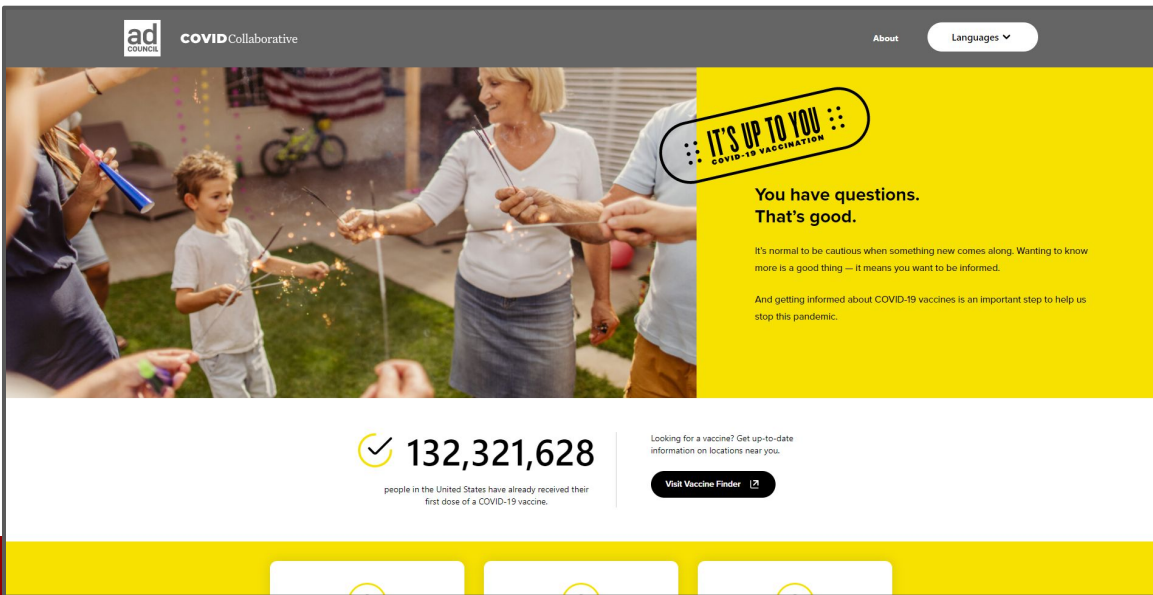 ad
COUNCIL
COVID Collaborative
About
Languages
IT'S UP TO YOU
COVID-19 VACCINATION
You have questions.
That's good.
It's normal to be cautious when something new comes along. Wanting to know
more is a good thing — it means you want to be informed.
And getting informed about COVID-19 vaccines is an important step to help us
stop this pandemic.
132,321,628
people in the United States have already received their
first dose of a COVID-19 vaccine.
Looking for a vaccine? Get up-to-date
information on locations near you.
Visit Vaccine Finder